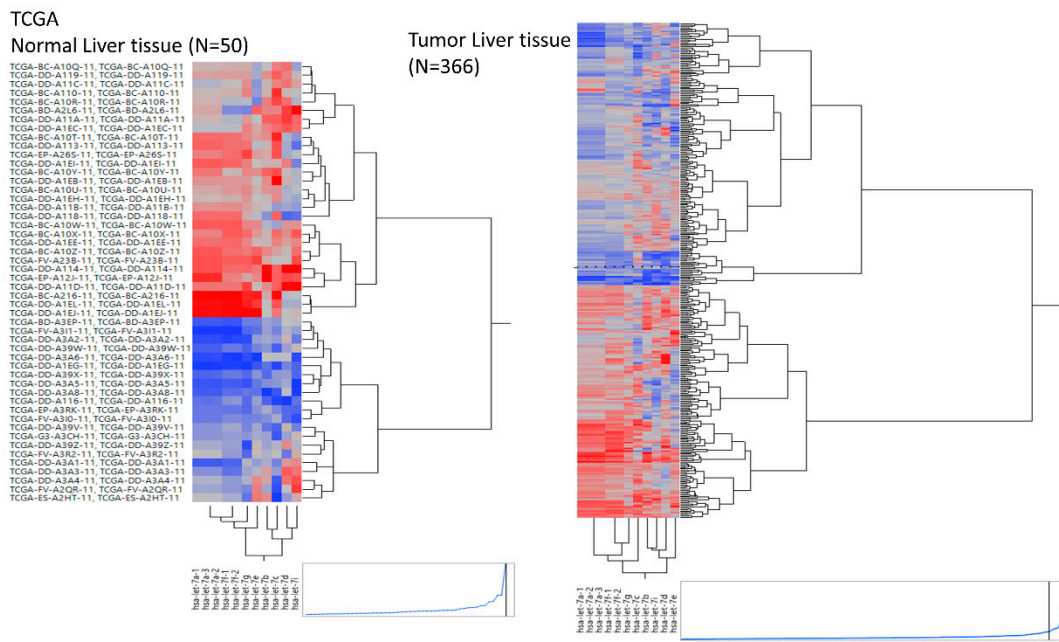 TCGA
Normal Liver tissue (N=50)
Tumor Liver tissue
(N=366)
TCGA-BC-A10Q-11, TCGA-BC-A10Q-11
TCGA-DD-A119-11, TCGA-DD-A119-11
TCGA-DD-A11C-11, TCGA-DD-A11C-11
TCGA-BC-A110-11, TCGA-BC-A110-11
TCGA-BC-A10R-11, TCGA-BC-A10R-11
TCGA-BD-A2L6-11, TCGA-BD-A2L6-11
TCGA-DD-A11A-11, TCGA-DD-A11A-11
TCGA-DD-A1EC-11, TCGA-DD-A1EC-11
TCGA-BC-A10T-11, TCGA-BC-A10T-11
TCGA-DD-A113-11, TCGA-DD-A113-11
TCGA-EP-A26S-11, TCGA-EP-A26S-11
TCGA-DD-A1EI-11, TCGA-DD-A1EI-11
TCGA-BC-A10Y-11, TCGA-BC-A10Y-11
TCGA-DD-A1EB-11, TCGA-DD-A1EB-11
TCGA-BC-A10U-11, TCGA-BC-A10U-11
TCGA-DD-A1EH-11, TCGA-DD-A1EH-11
TCGA-DD-A11B-11, TCGA-DD-A11B-11
TCGA-DD-A118-11, TCGA-DD-A118-11
TCGA-BC-A10W-11, TCGA-BC-A10W-11
TCGA-BC-A10X-11, TCGA-BC-A10X-11
TCGA-DD-A1EE-11, TCGA-DD-A1EE-11
TCGA-BC-A10Z-11, TCGA-BC-A10Z-11
TCGA-FV-A23B-11, TCGA-FV-A23B-11
TCGA-DD-A114-11, TCGA-DD-A114-11
TCGA-EP-A12J-11, TCGA-EP-A12J-11
TCGA-DD-A11D-11, TCGA-DD-A11D-11
TCGA-BC-A216-11, TCGA-BC-A216-11
TCGA-DD-A1EL-11, TCGA-DD-A1EL-11
TCGA-DD-A1EJ-11, TCGA-DD-A1EJ-11
TCGA-BD-A3EP-11, TCGA-BD-A3EP-11
TCGA-FV-A3I1-11, TCGA-FV-A3I1-11
TCGA-DD-A3A2-11, TCGA-DD-A3A2-11
TCGA-DD-A39W-11, TCGA-DD-A39W-11
TCGA-DD-A3A6-11, TCGA-DD-A3A6-11
TCGA-DD-A1EG-11, TCGA-DD-A1EG-11
TCGA-DD-A39X-11, TCGA-DD-A39X-11
TCGA-DD-A3A5-11, TCGA-DD-A3A5-11
TCGA-DD-A3A8-11, TCGA-DD-A3A8-11
TCGA-DD-A116-11, TCGA-DD-A116-11
TCGA-EP-A3RK-11, TCGA-EP-A3RK-11
TCGA-FV-A3I0-11, TCGA-FV-A3I0-11
TCGA-DD-A39V-11, TCGA-DD-A39V-11
TCGA-G3-A3CH-11, TCGA-G3-A3CH-11
TCGA-DD-A39Z-11, TCGA-DD-A39Z-11
TCGA-FV-A3R2-11, TCGA-FV-A3R2-11
TCGA-DD-A3A1-11, TCGA-DD-A3A1-11
TCGA-DD-A3A3-11, TCGA-DD-A3A3-11
TCGA-DD-A3A4-11, TCGA-DD-A3A4-11
TCGA-FV-A2QR-11, TCGA-FV-A2QR-11
TCGA-ES-A2HT-11, TCGA-ES-A2HT-11
hsa-let-7a-1
hsa-let-7a-3
hsa-let-7a-2
hsa-let-7f-1
hsa-let-7f-2
hsa-let-7g
hsa-let-7e
hsa-let-7b
hsa-let-7c
hsa-let-7d
hsa-let-7i
hsa-let-7a-1
hsa-let-7a-2
hsa-let-7a-3
hsa-let-7f-1
hsa-let-7f-2
hsa-let-7g
hsa-let-7c
hsa-let-7b
hsa-let-7i
hsa-let-7d
hsa-let-7e